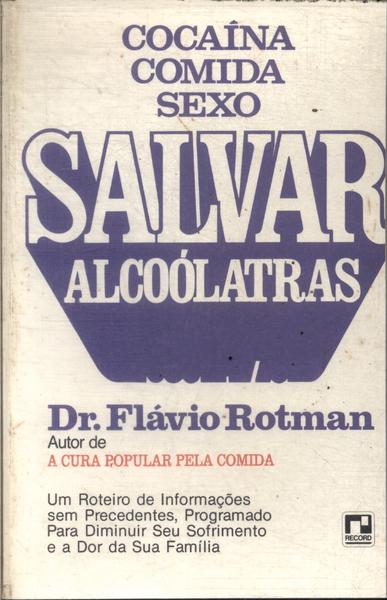 COCAÍNA
COMIDA
SEXO
SALVAR
ALCOÓLATRAS
Dr. Flávio Rotman
Autor de
A CURA POPULAR PELA COMIDA
Um Roteiro de Informações
sem Precedentes, Programado
Para Diminuir Seu Sofrimento
e a Dor da Sua Família
RECORD